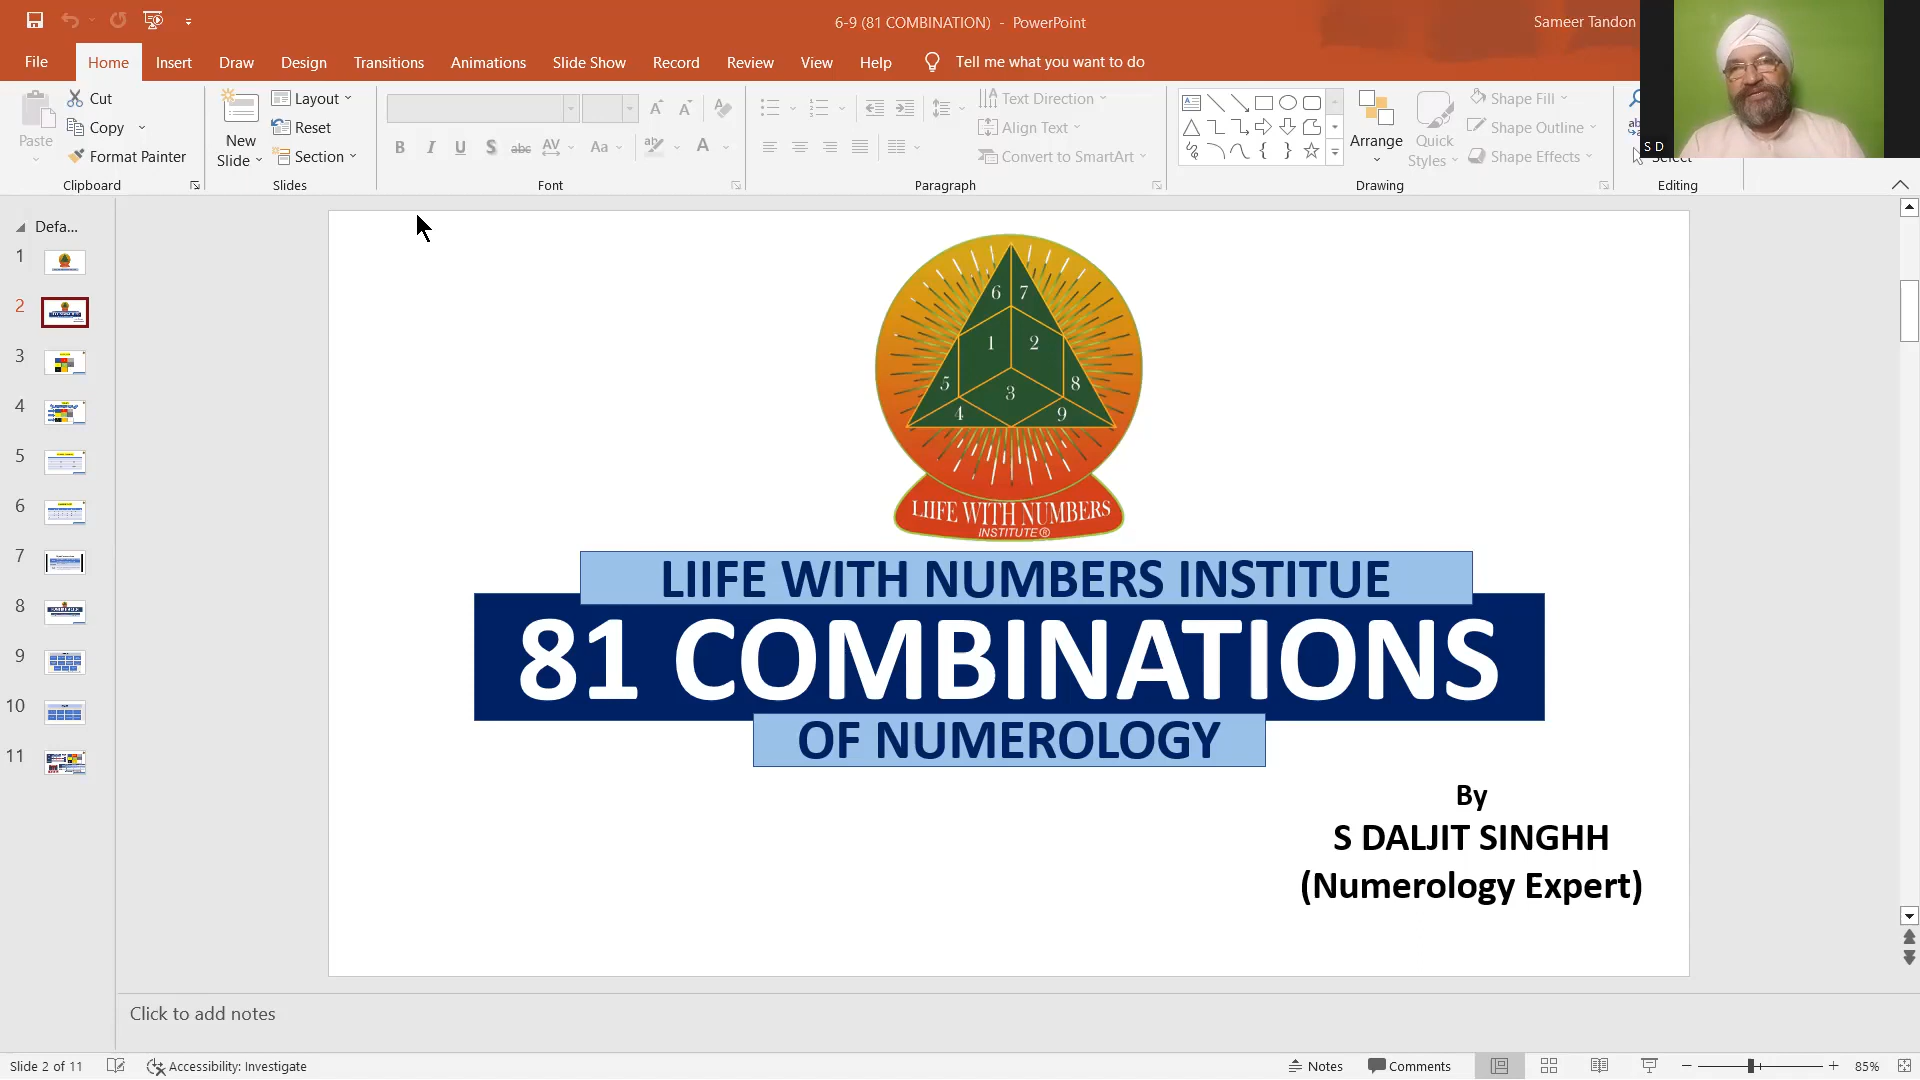 6-9 (81 COMBINATION) - PowerPoint
Sameer Tandon
File Home Insert Draw Design Transitions Animations Slide Show Record Review View Help Tell me what you want to do
Paste
Cut
Copy
Format Painter
Clipboard
New
Slide
Layout
Reset
Section
Slides
B I U S abc AV Aa A
Font
Text Direction
Align Text
Convert to SmartArt
Paragraph
Arrange
Quick
Styles
Shape Fill
Shape Outline
Shape Effects
Drawing
Select
Editing
S D
Defa...
1
2
3
4
5
6
7
8
9
10
11
6 7
1 2
5 3 8
4 9
LIIFE WITH NUMBERS
INSTITUTE®
LIIFE WITH NUMBERS INSTITUE
81 COMBINATIONS
OF NUMEROLOGY
By
S DALJIT SINGHH
(Numerology Expert)
Click to add notes
Slide 2 of 11 Accessibility: Investigate Notes Comments 85%